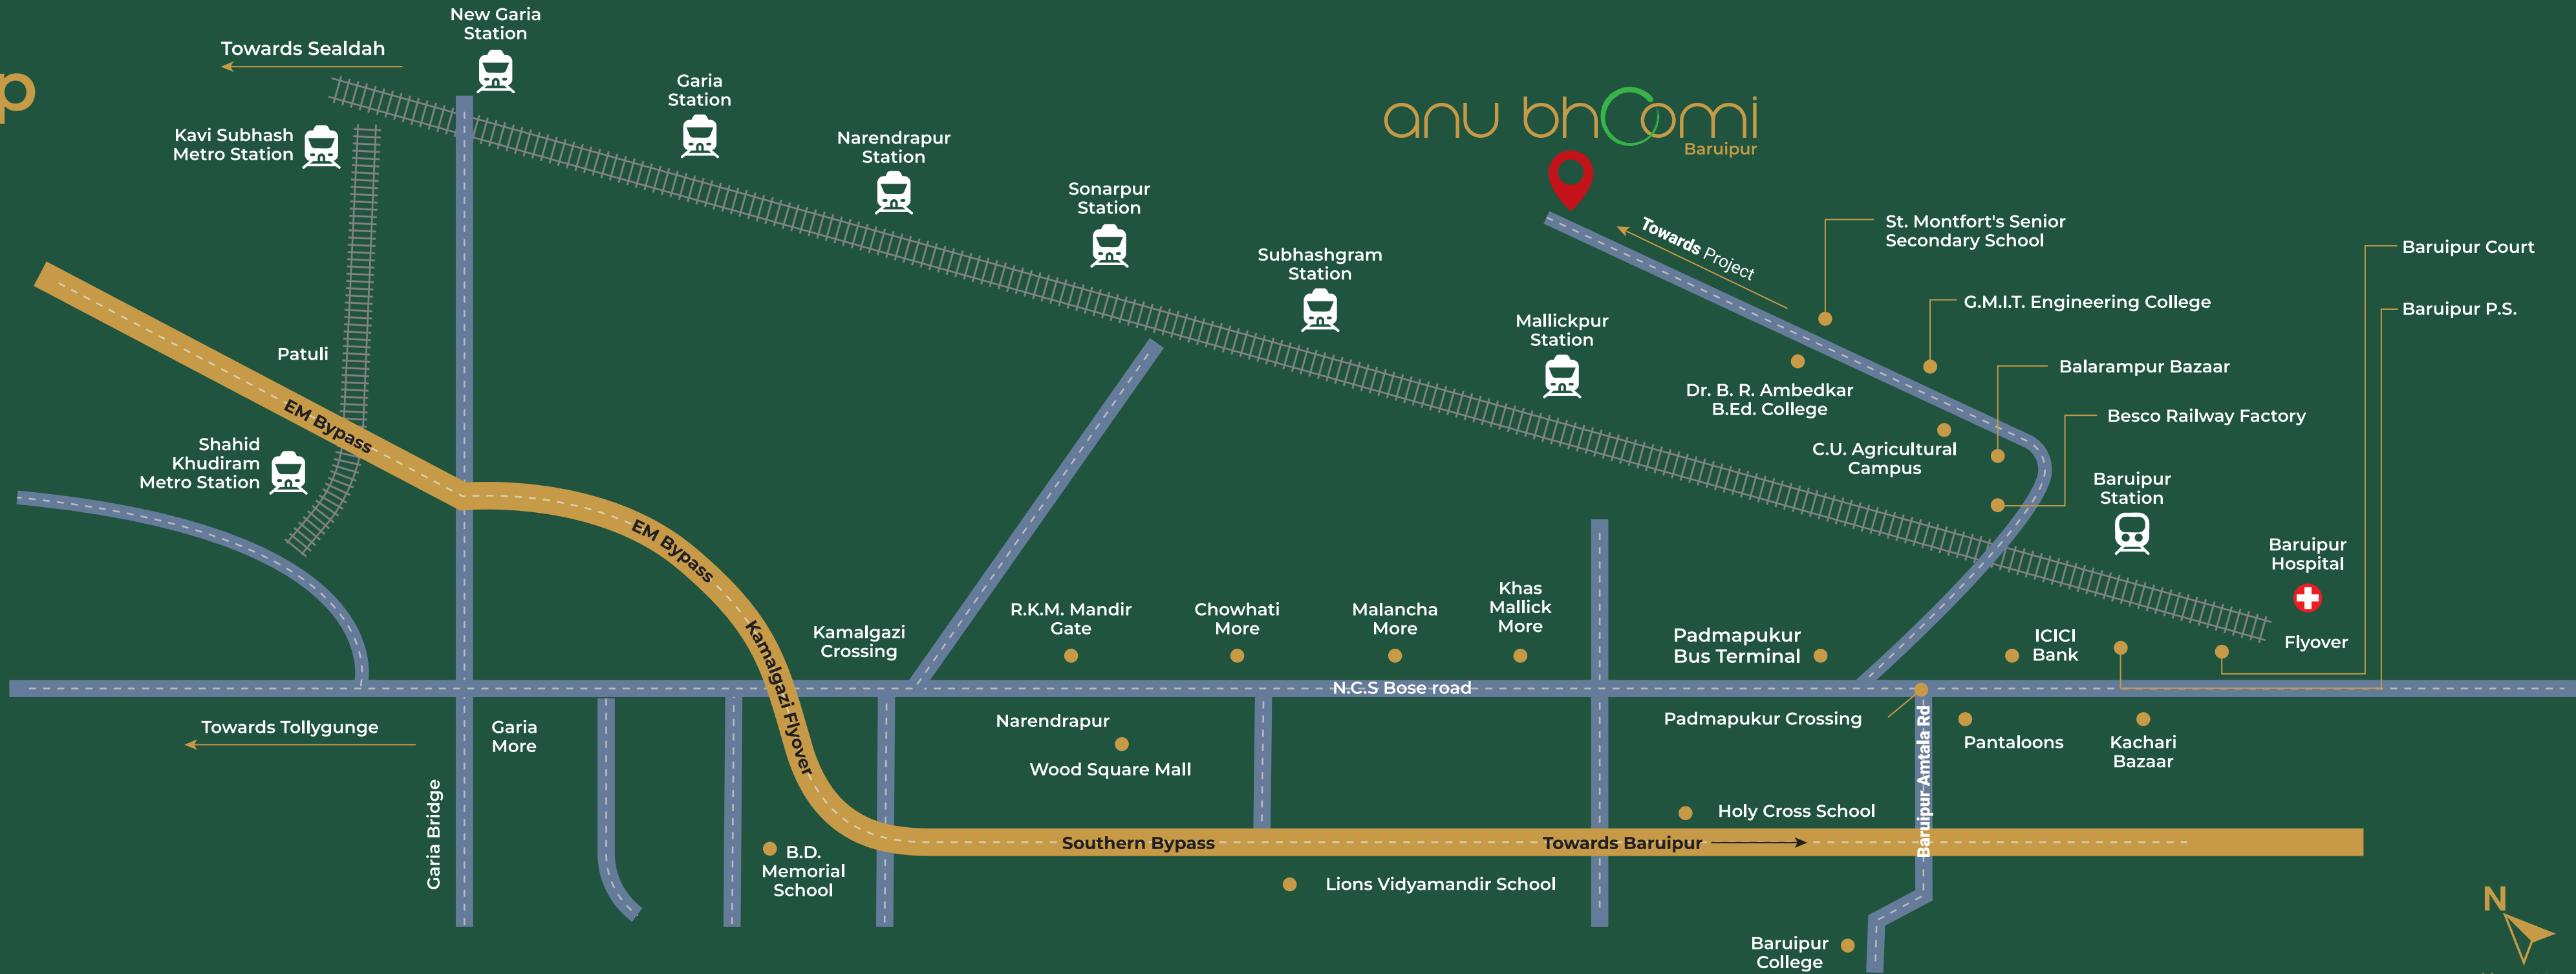 p
Towards Sealdah
New Garia
Station
Kavi Subhash
Metro Station
Garia
Station
Narendrapur
Station
Sonarpur
Station
Subhashgram
Station
Mallickpur
Station
anu bhoomi
Baruipur
Towards Project
St. Montfort's Senior
Secondary School
Baruipur Court
G.M.I.T. Engineering College
Baruipur P.S.
Balarampur Bazaar
Dr. B. R. Ambedkar
B.Ed. College
Besco Railway Factory
C.U. Agricultural
Campus
Baruipur
Station
Baruipur
Hospital
Flyover
Patuli
EM Bypass
Shahid
Khudiram
Metro Station
EM Bypass
Kamalgazi Flyover
Kamalgazi
Crossing
R.K.M. Mandir
Gate
Chowhati
More
Malancha
More
Khas
Mallick
More
Padmapukur
Bus Terminal
ICICI
Bank
N.C.S Bose road
Towards Tollygunge
Garia
More
Garia Bridge
Narendrapur
Wood Square Mall
Padmapukur Crossing
Baruipur Amtala Rd
Pantaloons
Kachari
Bazaar
Holy Cross School
B.D.
Memorial
School
Southern Bypass
Towards Baruipur
Lions Vidyamandir School
Baruipur
College
N